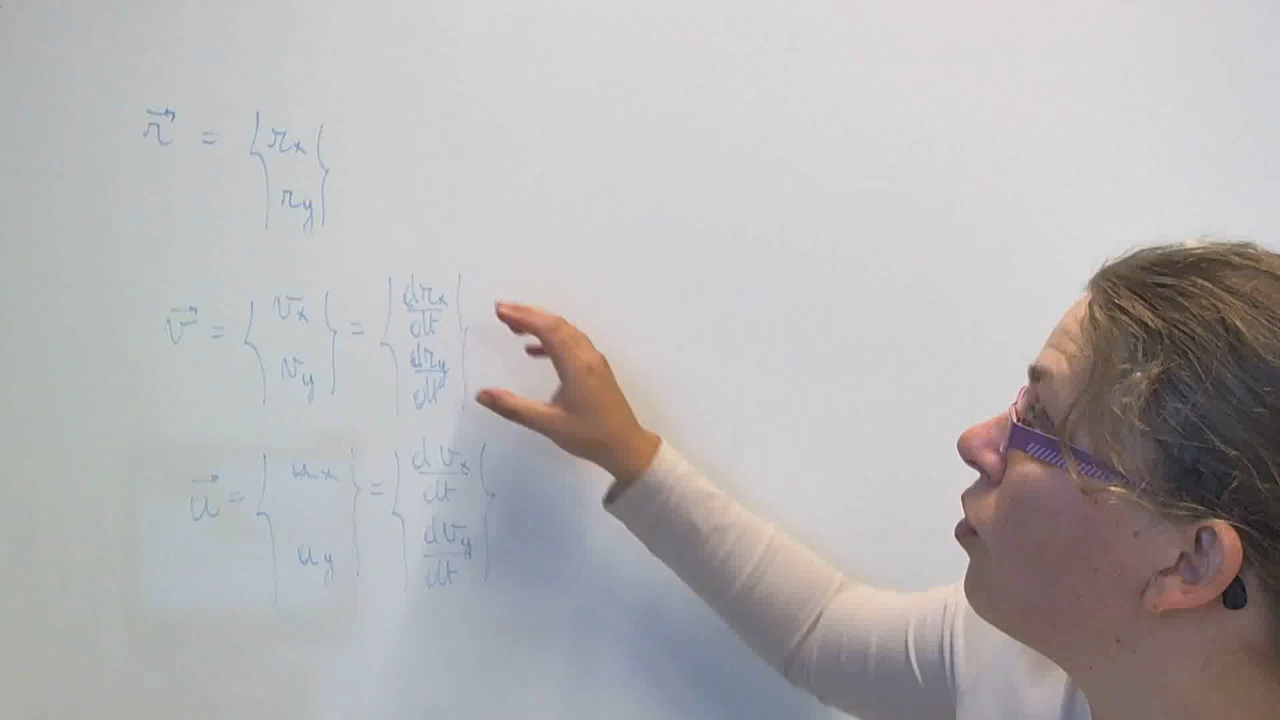 r⃗ = { rx ry }
v⃗ = { vx vy } = { drx/dt dry/dt }
a⃗ = { ax ay } = { dvx/dt dvy/dt }